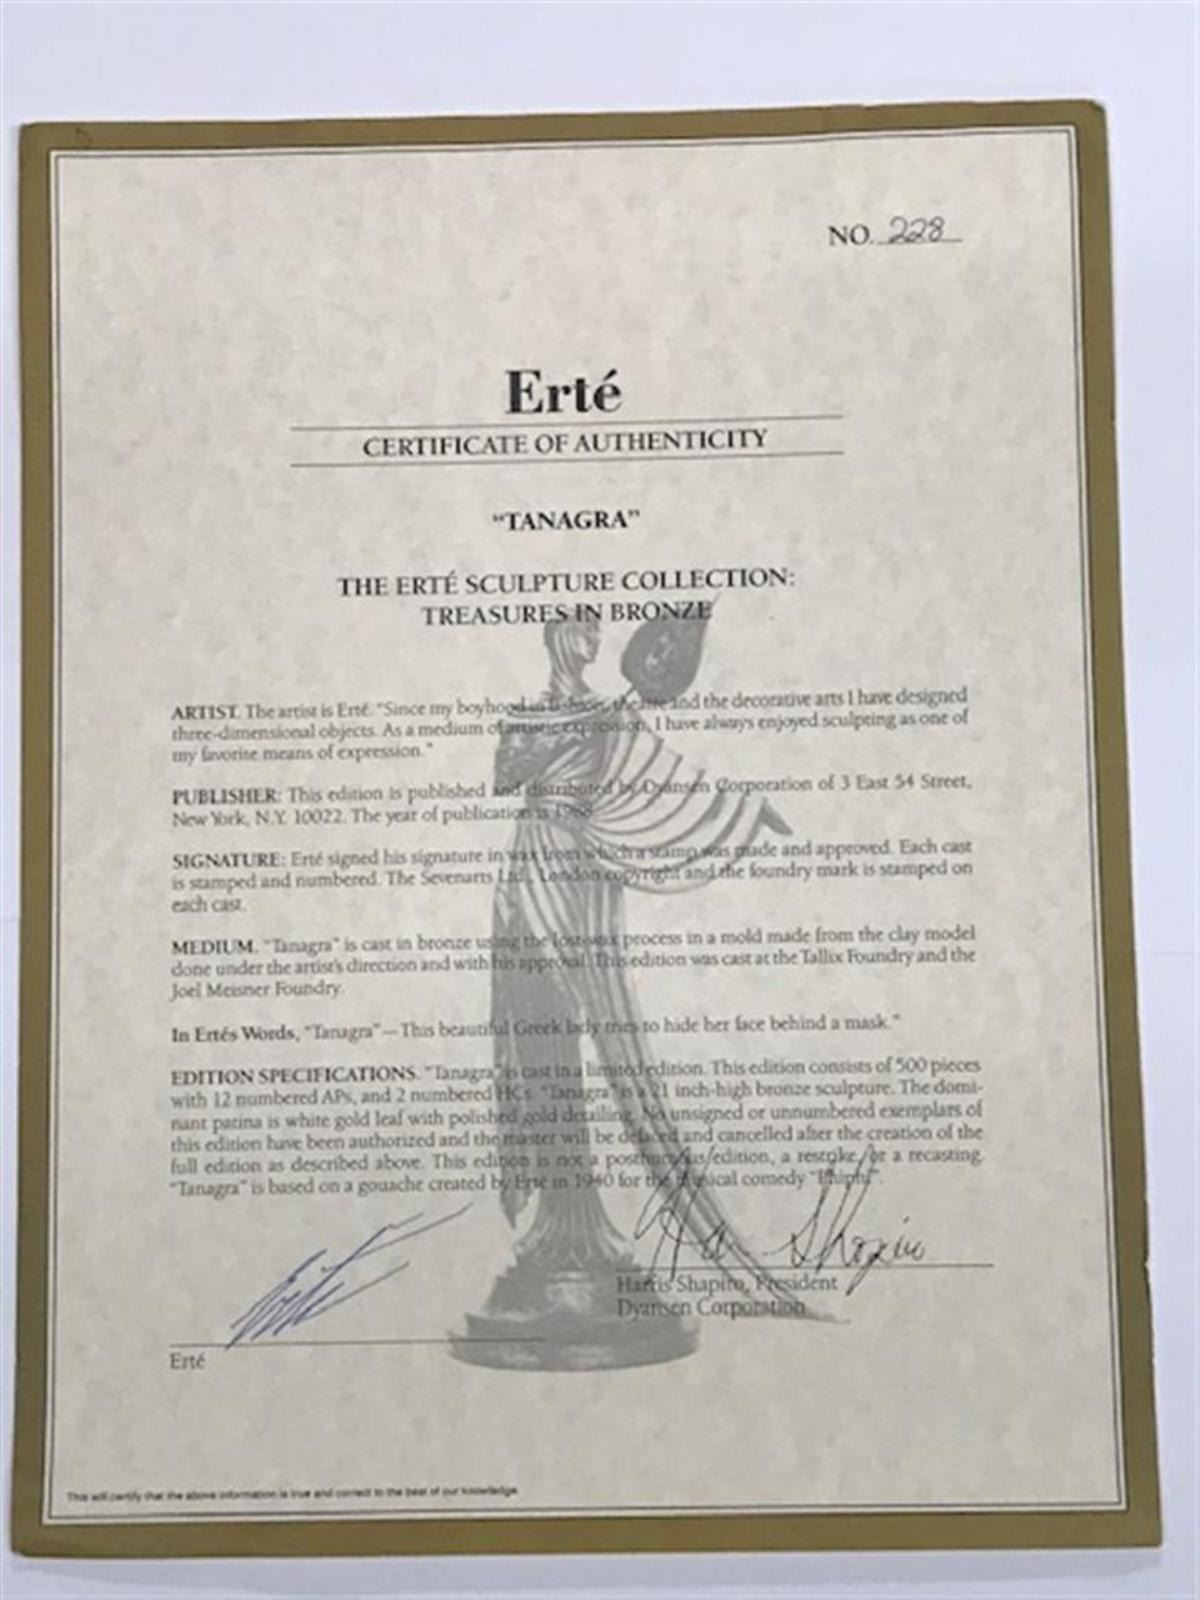 NO. 228
Erté
CERTIFICATE OF AUTHENTICITY
“TANAGRA”
THE ERTÉ SCULPTURE COLLECTION:
TREASURES IN BRONZE
ARTIST. The artist is Erté. “Since my boyhood in fashion, theatre and the decorative arts I have designed
three-dimensional objects. As a medium of artistic expression, I have always enjoyed sculpting as one of
my favorite means of expression.”
PUBLISHER: This edition is published and distributed by Dyansen Corporation of 3 East 54 Street,
New York, N.Y. 10022. The year of publication is
SIGNATURE: Erté signed his signature in wax from which a stamp was made and approved. Each cast
is stamped and numbered. The Sevenarts Ltd., London copyright and the foundry mark is stamped on
each cast.
MEDIUM. “Tanagra” is cast in bronze using the lost-wax process in a mold made from the clay model
done under the artist's direction and with his approval. This edition was cast at the Tallix Foundry and the
Joel Meisner Foundry.
In Ertés Words, “Tanagra”—This beautiful Greek lady tries to hide her face behind a mask.”
EDITION SPECIFICATIONS. “Tanagra” is cast in a limited edition. This edition consists of 500 pieces
with 12 numbered APs, and 2 numbered HCs. “Tanagra” is a 21 inch-high bronze sculpture. The domi-
nant patina is white gold leaf with polished gold detailing. No unsigned or unnumbered exemplars of
this edition have been authorized and the master will be defaced and cancelled after the creation of the
full edition as described above. This edition is not a posthumous edition, a restrike, or a recasting.
“Tanagra” is based on a gouache created by Erté in 1940 for the musical comedy “Phiphi”.
Erté
Harris Shapiro
Harris Shapiro, President
Dyansen Corporation
Erté
This will certify that the above information is true and correct to the best of our knowledge.